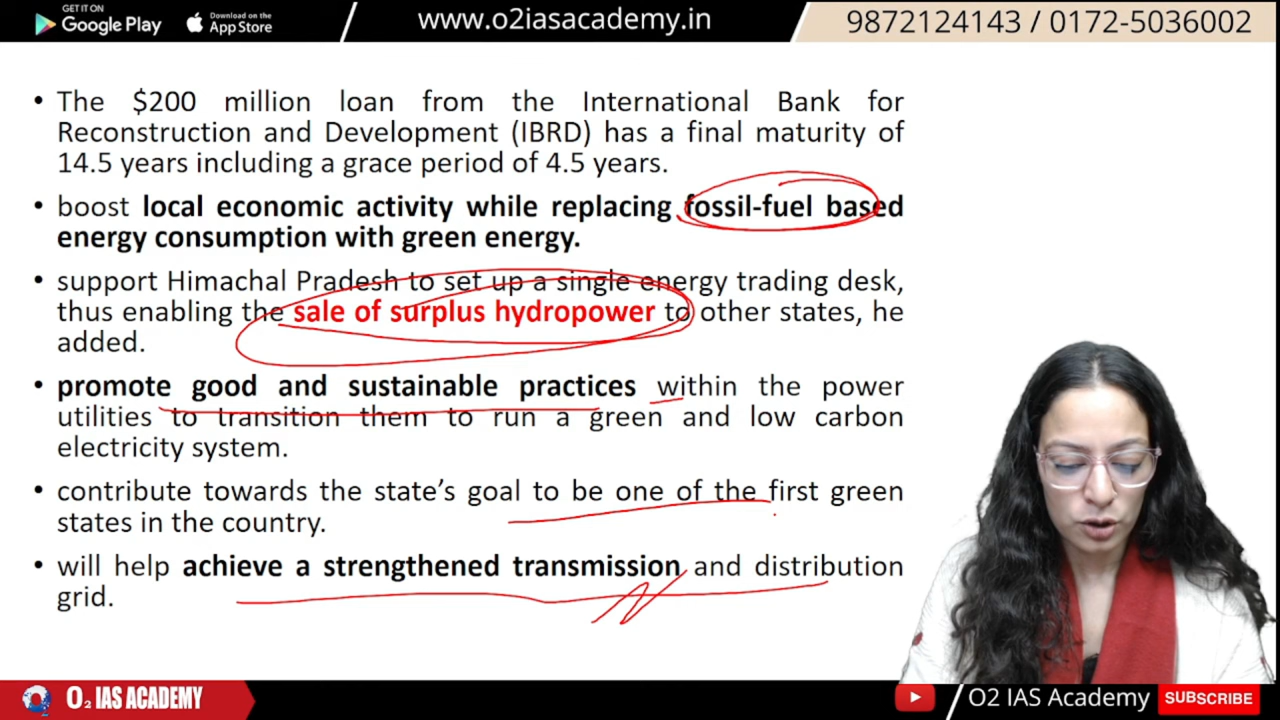 GET IT ON
Google Play
Download on the
App Store
www.o2iasacademy.in
9872124143 / 0172-5036002
• The $200 million loan from the International Bank for
Reconstruction and Development (IBRD) has a final maturity of
14.5 years including a grace period of 4.5 years.
• boost local economic activity while replacing fossil-fuel based
energy consumption with green energy.
• support Himachal Pradesh to set up a single energy trading desk,
thus enabling the sale of surplus hydropower to other states, he
added.
• promote good and sustainable practices within the power
utilities to transition them to run a green and low carbon
electricity system.
• contribute towards the state's goal to be one of the first green
states in the country.
• will help achieve a strengthened transmission and distribution
grid.
O2 IAS ACADEMY
O2 IAS Academy
SUBSCRIBE